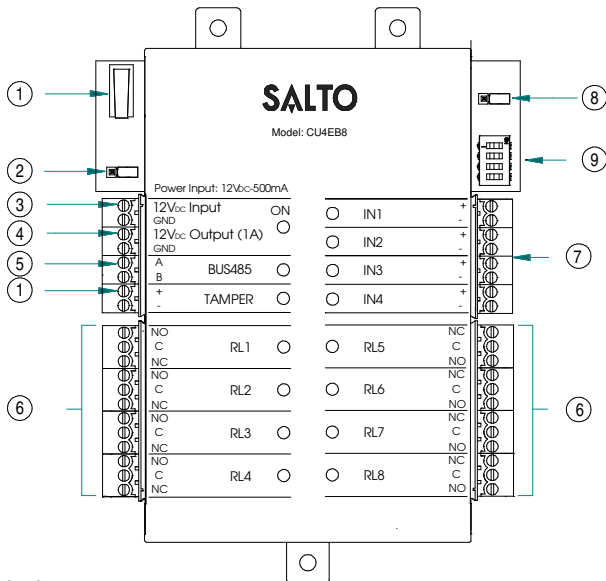 SALTO
Model: CU4EB8
1
8
2
9
Power Input: 12VDC-500mA
3
12VDC Input
ON
GND
4
12VDC Output (1A)
GND
5
A
BUS485
B
1
+
TAMPER
-
IN1
+
-
IN2
IN3
+
-
IN4
+
-
7
6
NO
C
RL1
NC
NO
C
RL2
NC
NO
C
RL3
NC
NO
C
RL4
NC
NC
RL5
C
NO
NC
RL6
C
NO
NC
RL7
C
NO
NC
RL8
C
NO
6